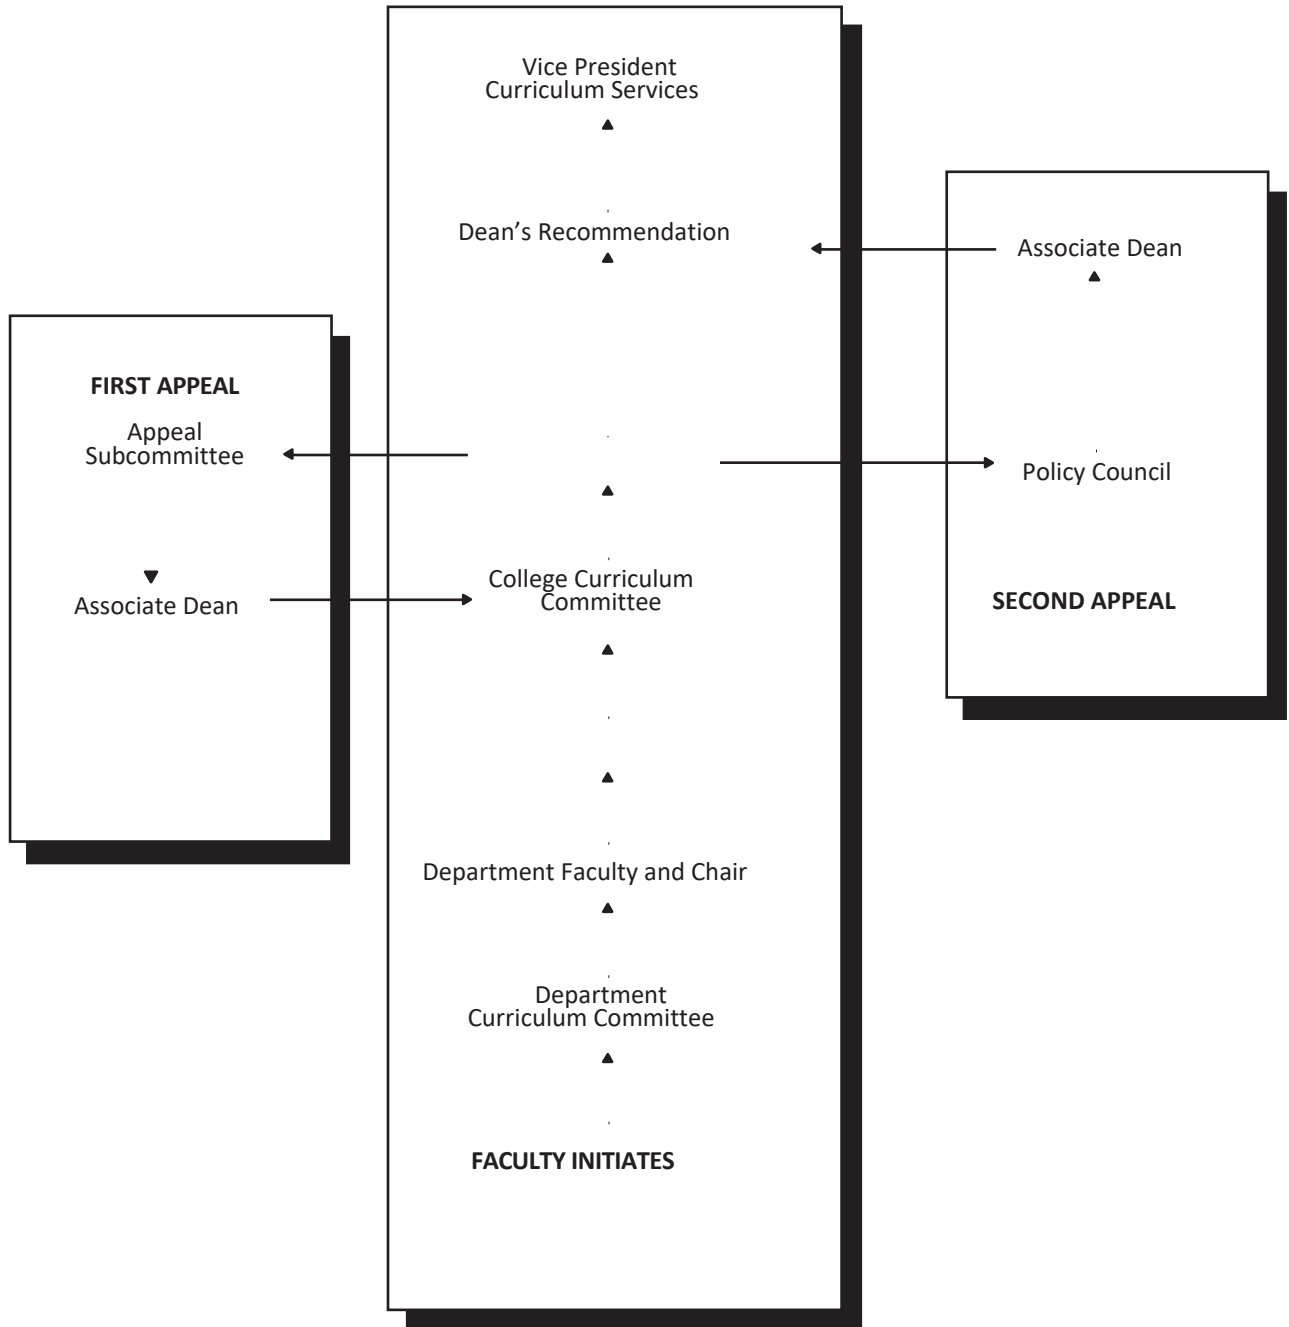 Vice President
Curriculum Services
Dean’s Recommendation
Associate Dean
FIRST APPEAL
Appeal
Subcommittee
Policy Council
College Curriculum
Committee
Associate Dean
SECOND APPEAL
Department Faculty and Chair
Department
Curriculum Committee
FACULTY INITIATES